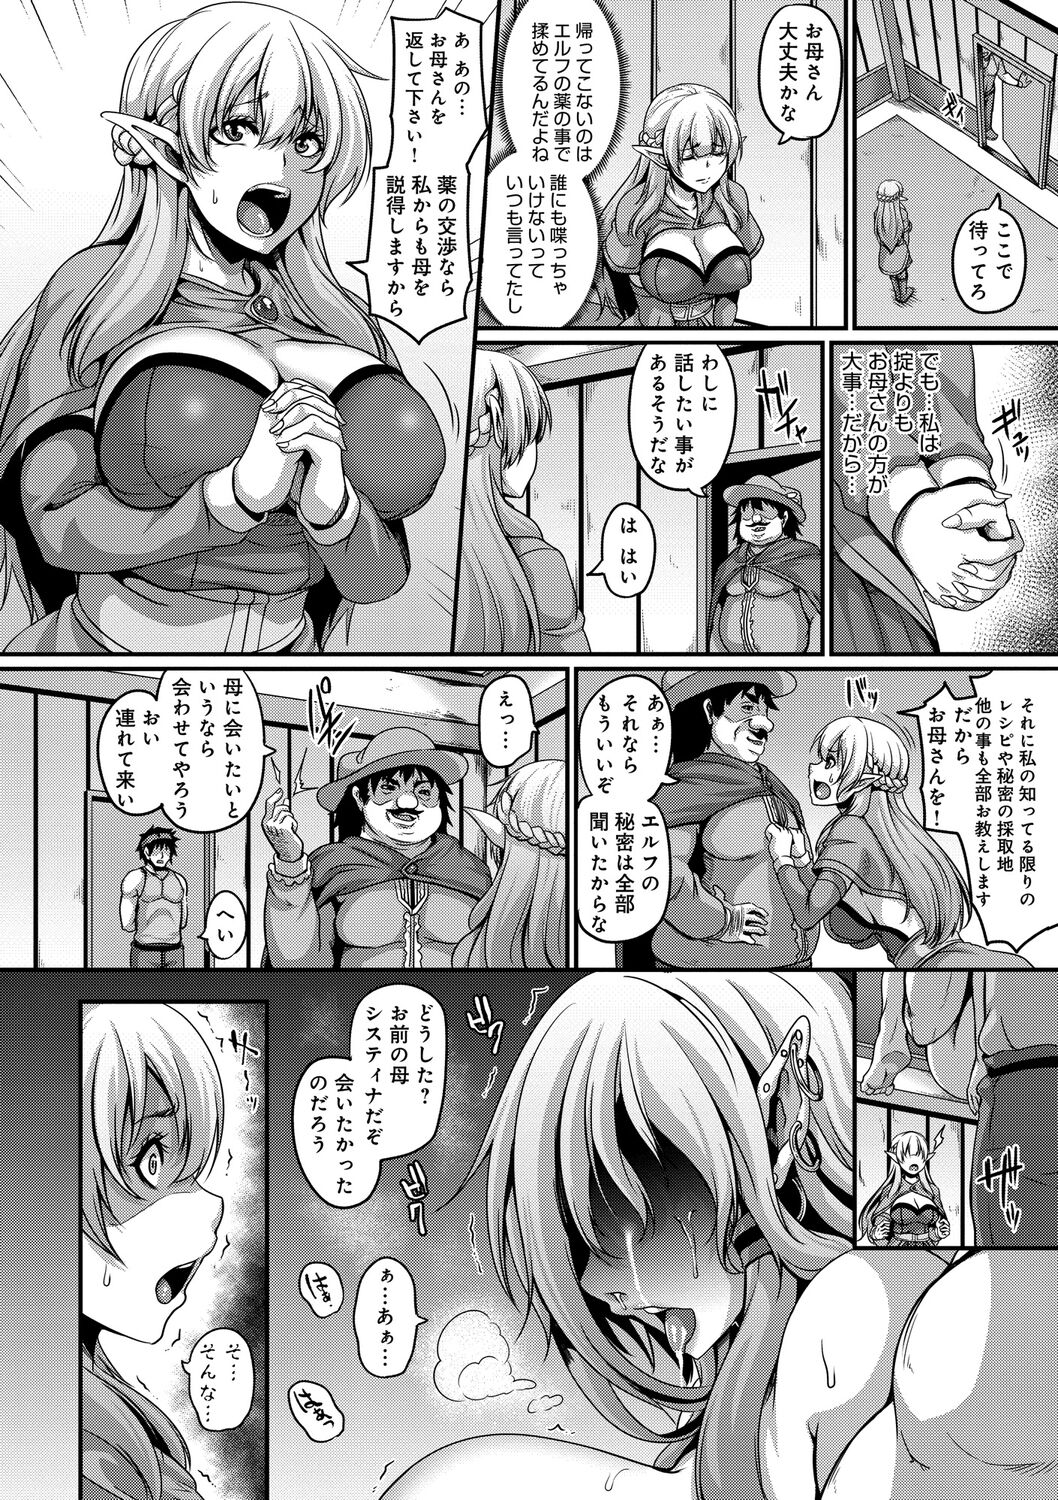 ここで
待ってろ
ズイ
お母さん
大丈夫かな
帰ってこないのは
エルフの薬の事で
揉めてるんだよね
誰にも喋っちゃ
いけないって
いつも言ってたし
でも…私は
掟よりも
お母さんの方が
大事…だから…
ギュ
ガチャ
わしに
話したい事が
あるそうだな
は はい
あ あの…
お母さんを
返して下さい！
薬の交渉なら
私からも母を
説得しますから
それに私の知ってる限りの
レシピや秘密の採取地
他の事も全部お教えします
だから
お母さんを！
バッ
あぁ…
それなら
もういいぞ
エルフの
秘密は全部
聞いたからな
えっ…
母に会いたいと
いうなら
会わせてやろう
おい
連れて来い
へい
どうした？
お前の母
システィナだぞ
会いたかった
のだろう
ぁ…あぁ…
はぁ
はぁっ
そ…
そんな…